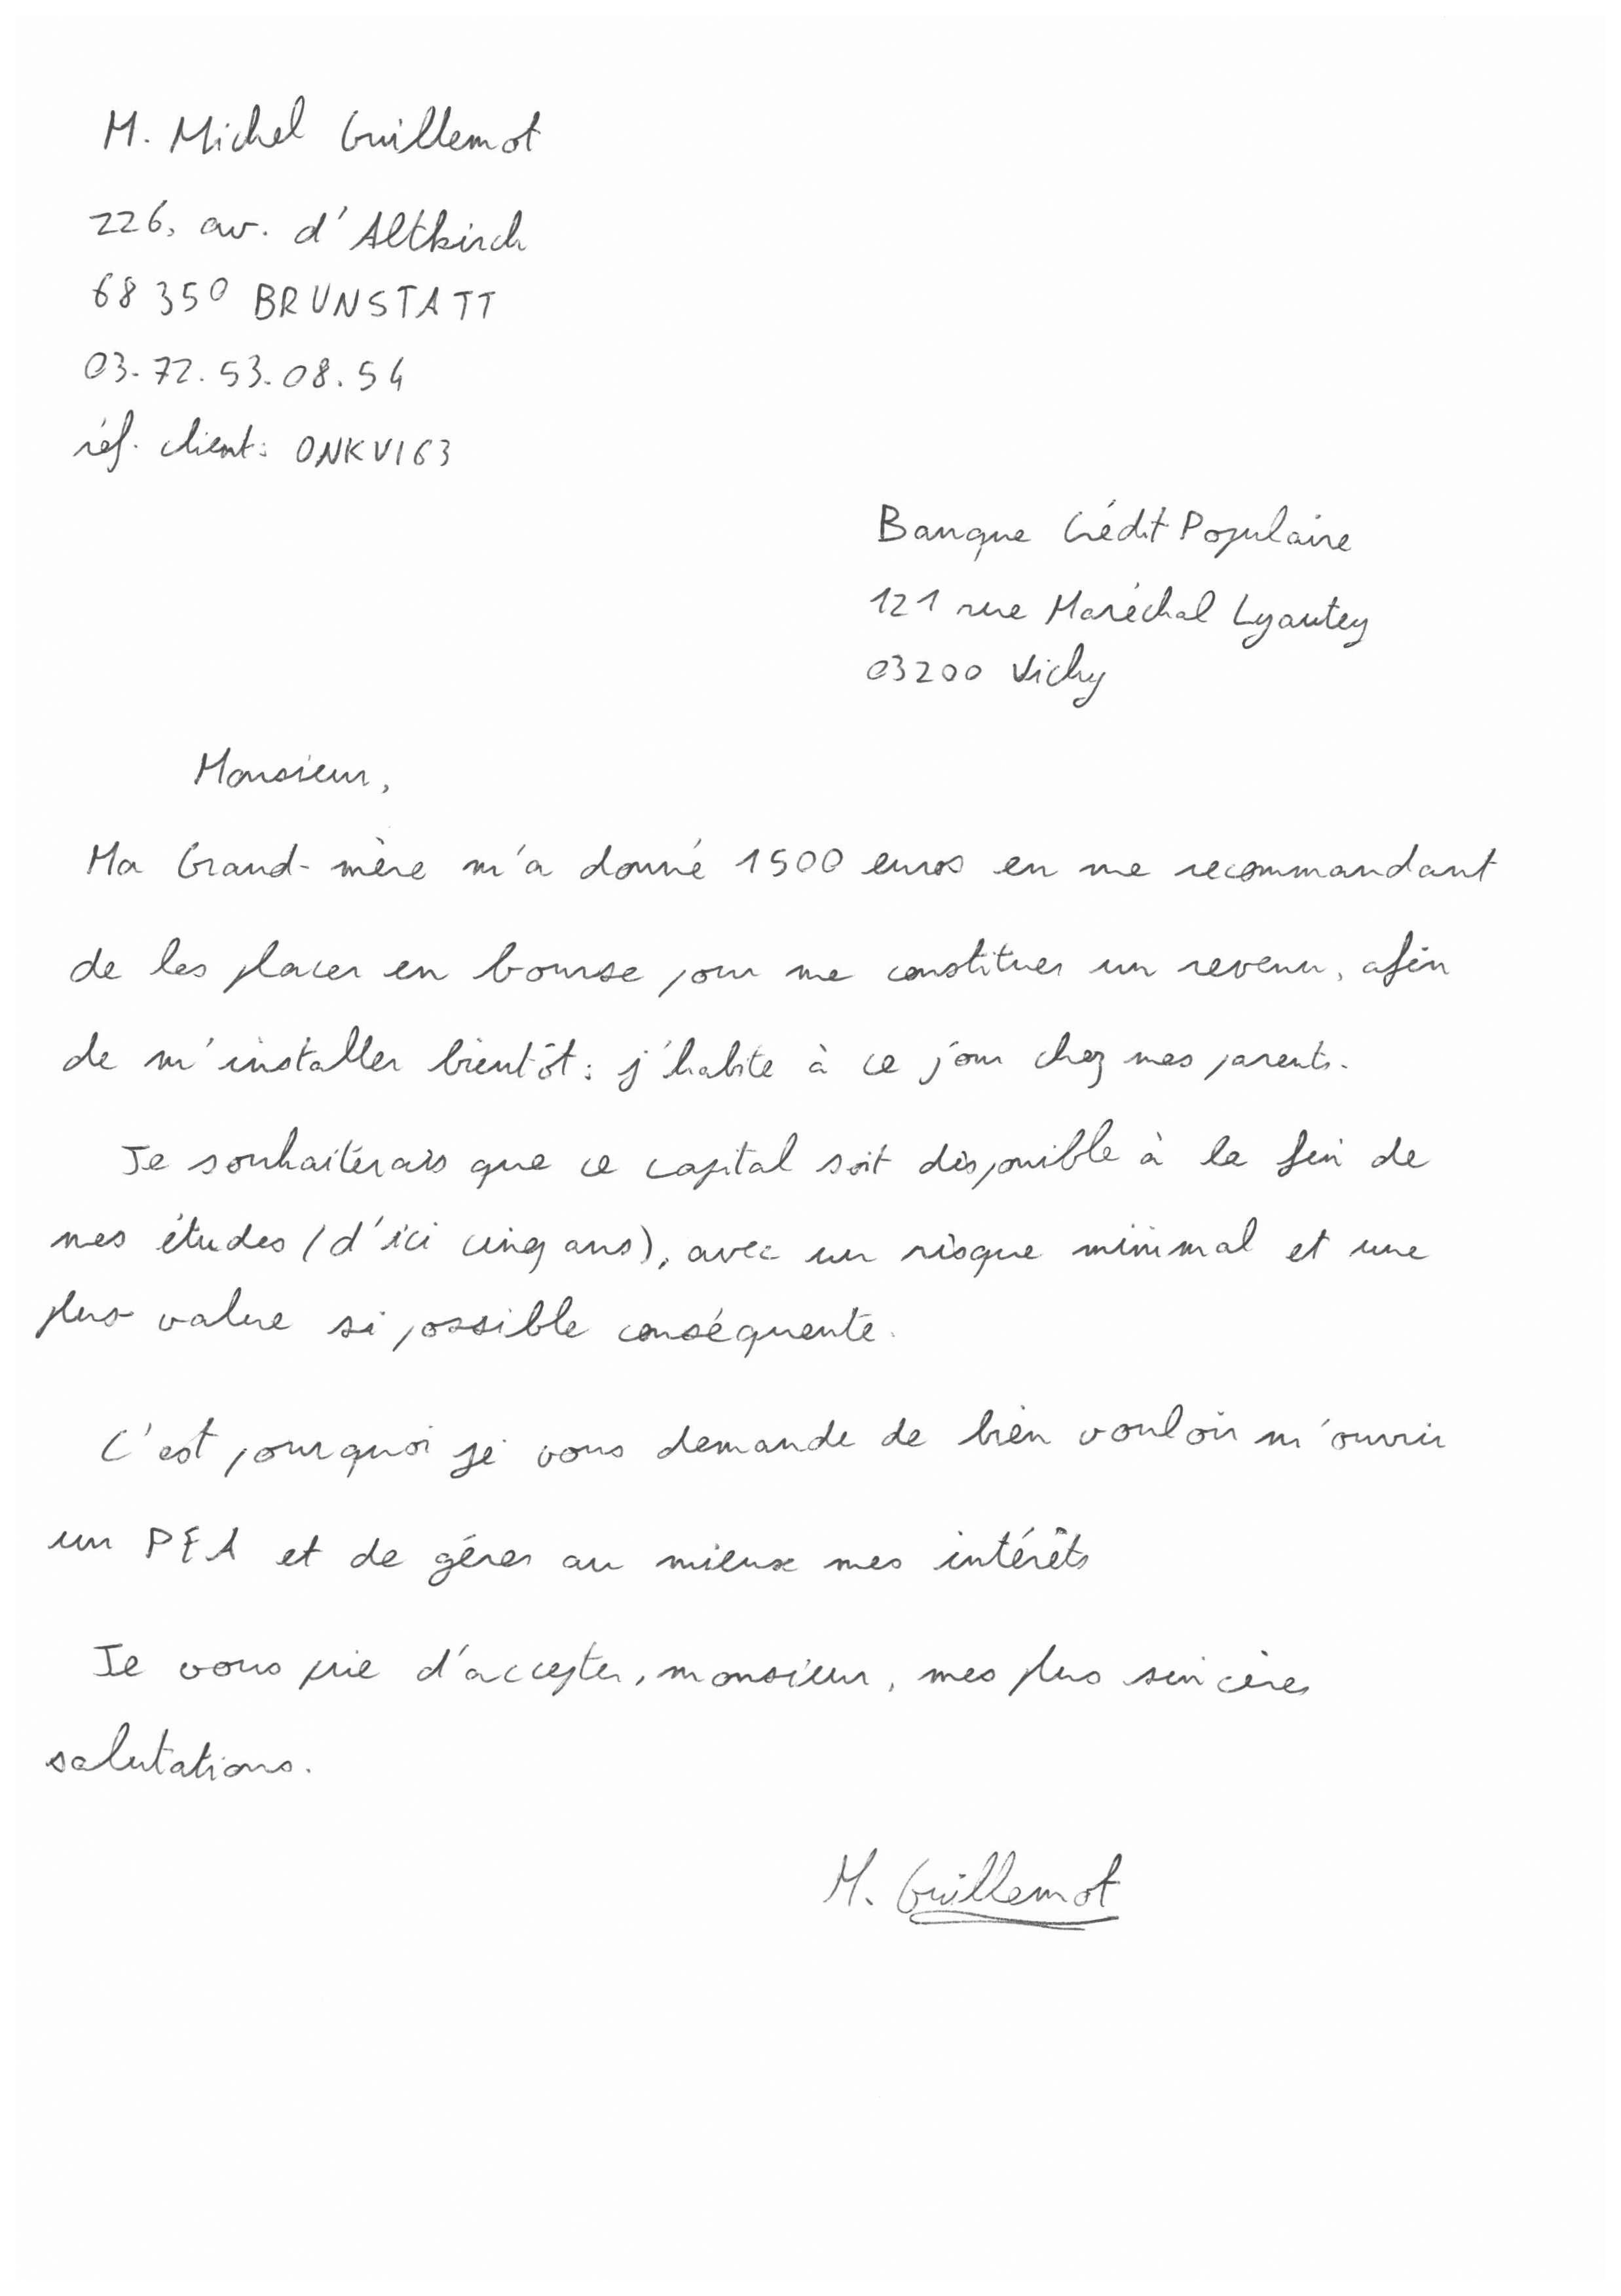 M. Michel Guillemot
226, av. d'Altkirch
68 350 BRUNSTATT
03.72.53.08.54
réf. client: ONKVI63
Banque Crédit Populaire
121 rue Maréchal Lyautey
03200 Vichy
Monsieur,
Ma Grand-mère m'a donné 1500 euros en me recommandant
de les placer en bourse pour me constituer un revenu, afin
de m'installer bientôt : j'habite à ce jour chez mes parents.
Je souhaiterais que ce capital soit disponible à la fin de
mes études (d'ici cinq ans), avec un risque minimal et une
plus value si possible conséquente.
C'est pourquoi je vous demande de bien vouloir m'ouvrir
un PEA et de gérer au mieux mes intérêts
Je vous prie d'accepter, monsieur, mes plus sincères
salutations.
M. Guillemot